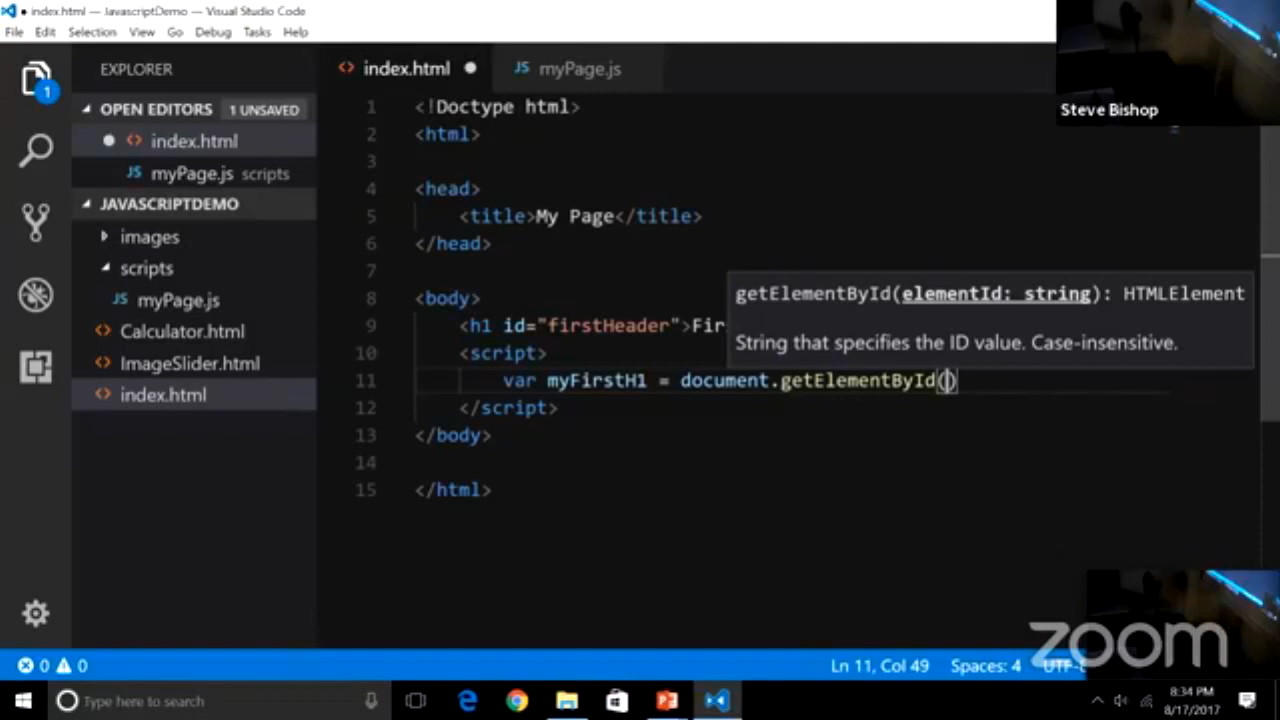 ● index.html — JavascriptDemo — Visual Studio Code
File Edit Selection View Go Debug Tasks Help
Steve Bishop
EXPLORER
OPEN EDITORS 1 UNSAVED
index.html
myPage.js scripts
JAVASCRIPTDEMO
images
scripts
JS myPage.js
Calculator.html
ImageSlider.html
index.html
1
index.html ● JS myPage.js
1 <!Doctype html>
2 <html>
3
4 <head>
5 <title>My Page</title>
6 </head>
7
8 <body>
9 <h1 id="firstHeader">Fir
10 <script>
11 var myFirstH1 = document.getElementById()
12 </script>
13 </body>
14
15 </html>
getElementById(elementId: string): HTMLElement
String that specifies the ID value. Case-insensitive.
zoom
0 0 Ln 11, Col 49 Spaces: 4
Type here to search
8:34 PM
8/17/2017